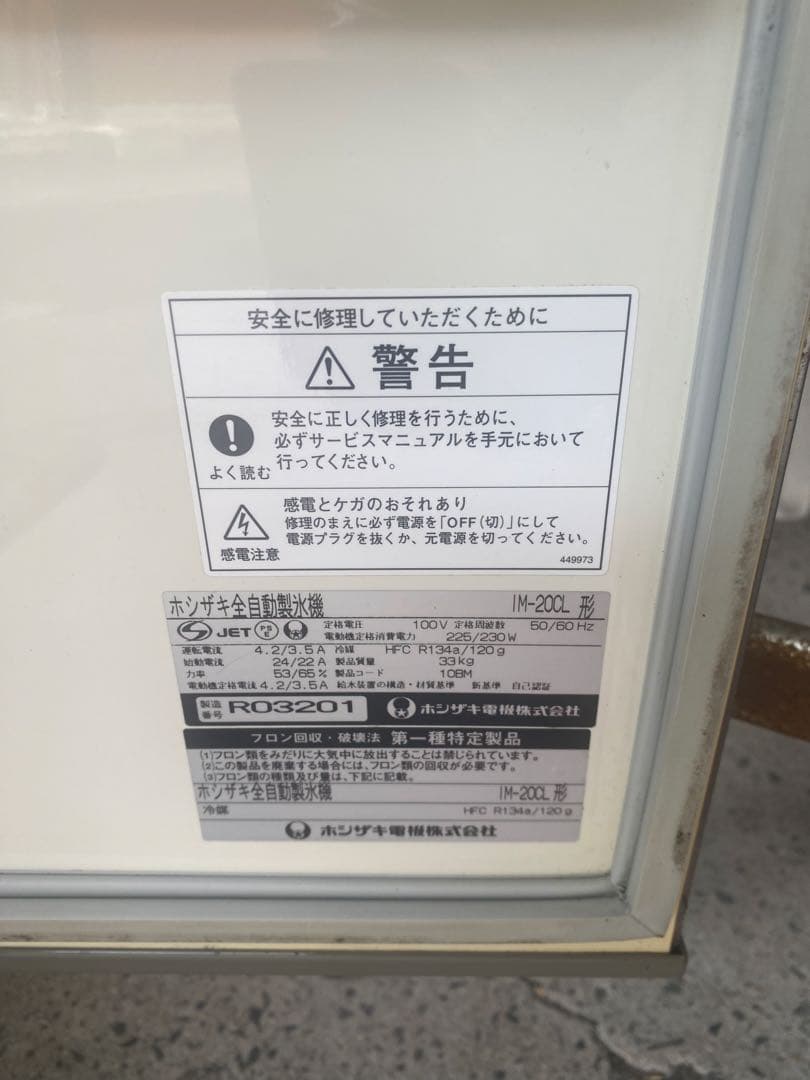 安全に修理していただくために
警告
安全に正しく修理を行うために、
必ずサービスマニュアルを手元において
行ってください。
よく読む
感電とケガのおそれあり
修理のまえに必ず電源を「OFF(切)」にして
電源プラグを抜くか、元電源を切ってください。
感電注意
449973
ホシザキ全自動製氷機 IM-20CL 形
JET PSE 定格電圧 100V 定格周波数 50/60Hz
電動機定格消費電力 225/230W
運転電流 4.2/3.5A 冷媒 HFC R134a/120g
始動電流 24/22A 製品質量 33kg
力率 53/65% 製品コード 10BM
電動機定格電流 4.2/3.5A 給水装置の構造・材質基準 新基準 自己認証
製造番号 R03201 ホシザキ電機株式会社
フロン回収・破壊法 第一種特定製品
(1)フロン類をみだりに大気中に放出することは禁じられています。
(2)この製品を廃棄する場合には、フロン類の回収が必要です。
(3)フロン類の種類及び量は、下記に記載。
ホシザキ全自動製氷機 IM-20CL 形
冷媒 HFC R134a/120g
ホシザキ電機株式会社